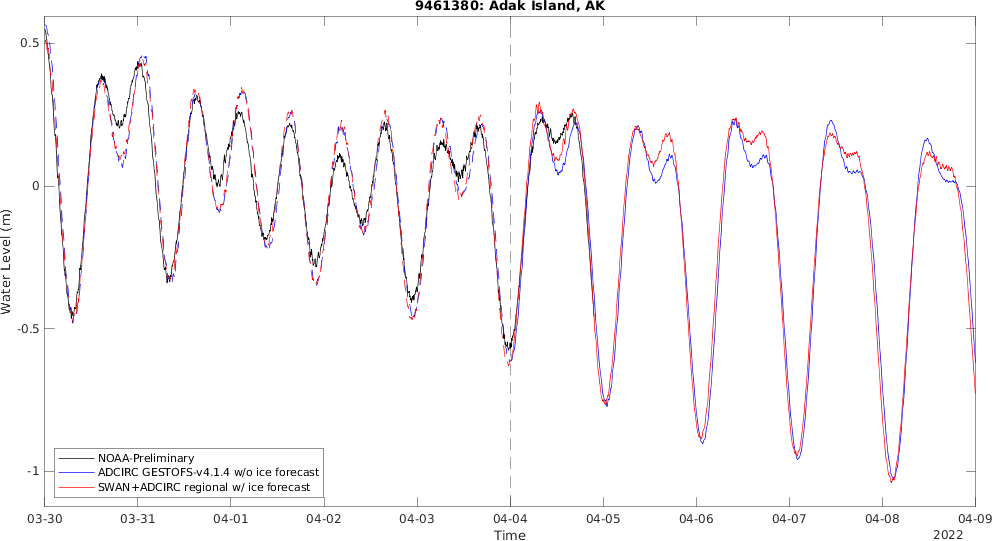 9461380: Adak Island, AK
Water Level (m)
0.5
0
-0.5
-1
NOAA-Preliminary
ADCIRC GESTOFS-v4.1.4 w/o ice forecast
SWAN+ADCIRC regional w/ ice forecast
03-30 03-31 04-01 04-02 04-03 04-04 04-05 04-06 04-07 04-08 04-09
Time
2022